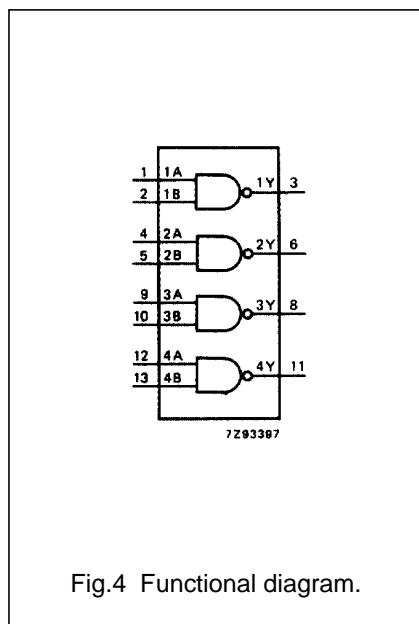 1 1A 1Y 3
2 1B
4 2A 2Y 6
5 2B
9 3A 3Y 8
10 3B
12 4A 4Y 11
13 4B
7Z93397
Fig.4 Functional diagram.